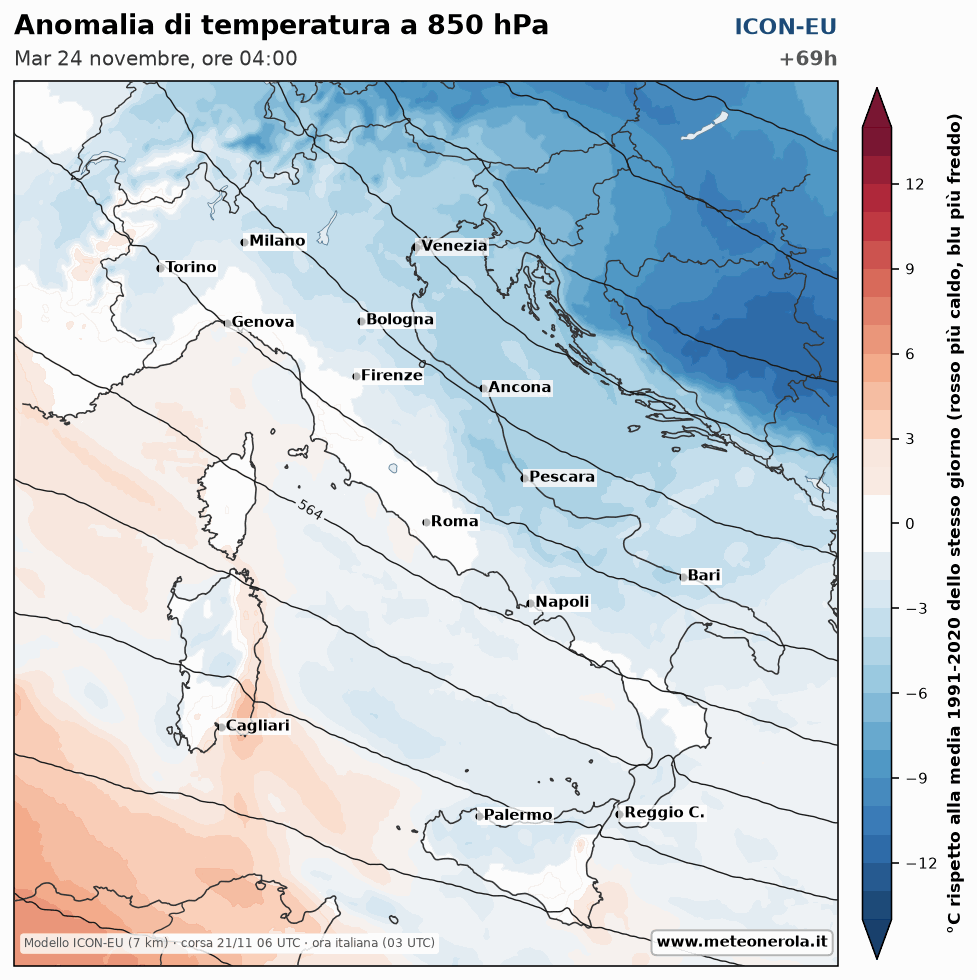 Anomalia di temperatura a 850 hPa
ICON-EU
Mar 24 novembre, ore 04:00
+69h
Milano
Venezia
Torino
Genova
Bologna
Firenze
Ancona
Pescara
564
Roma
Bari
Napoli
Cagliari
Palermo
Reggio C.
Modello ICON-EU (7 km) · corsa 21/11 06 UTC · ora italiana (03 UTC)
www.meteonerola.it
12
9
6
3
0
−3
−6
−9
−12
°C rispetto alla media 1991-2020 dello stesso giorno (rosso più caldo, blu più freddo)